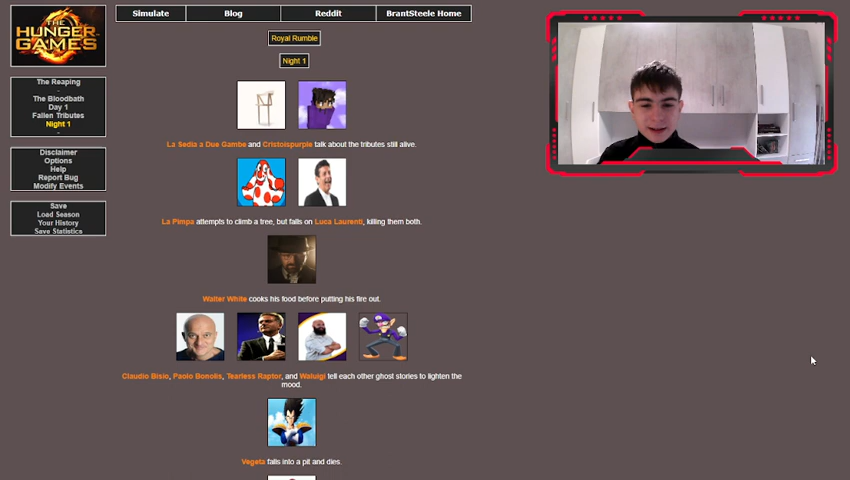 THE
HUNGER
GAMES
Simulate
Blog
Reddit
BrantSteele Home
Royal Rumble
Night 1
The Reaping
-
The Bloodbath
Day 1
Fallen Tributes
Night 1
-
Disclaimer
Options
Help
Report Bug
Modify Events
Save
Load Season
Your History
Save Statistics
La Sedia a Due Gambe and Cristoispurple talk about the tributes still alive.
La Pimpa attempts to climb a tree, but falls on Luca Laurenti, killing them both.
Walter White cooks his food before putting his fire out.
Claudio Bisio, Paolo Bonolis, Tearless Raptor, and Waluigi tell each other ghost stories to lighten the
mood.
Vegeta falls into a pit and dies.